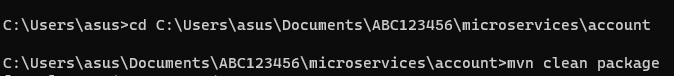 C:\Users\asus>cd C:\Users\asus\Documents\ABC123456\microservices\account
C:\Users\asus\Documents\ABC123456\microservices\account>mvn clean package